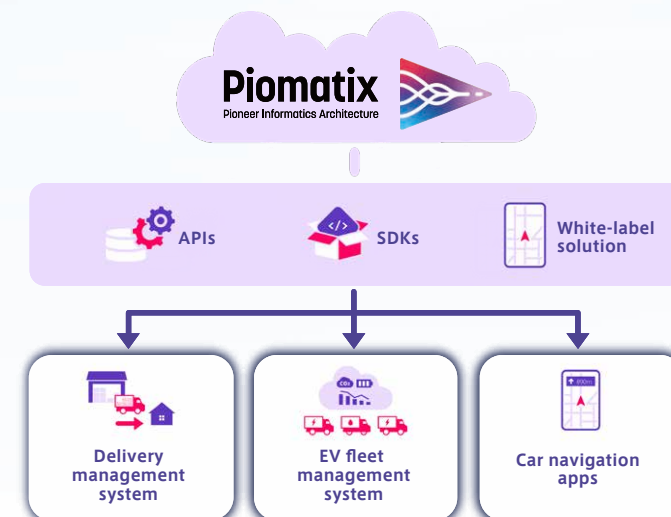 Piomatix
Pioneer Informatics Architecture
APIs
</>
SDKs
White-label
solution
CO₂
Delivery
management
system
EV fleet
management
system
Car navigation
apps